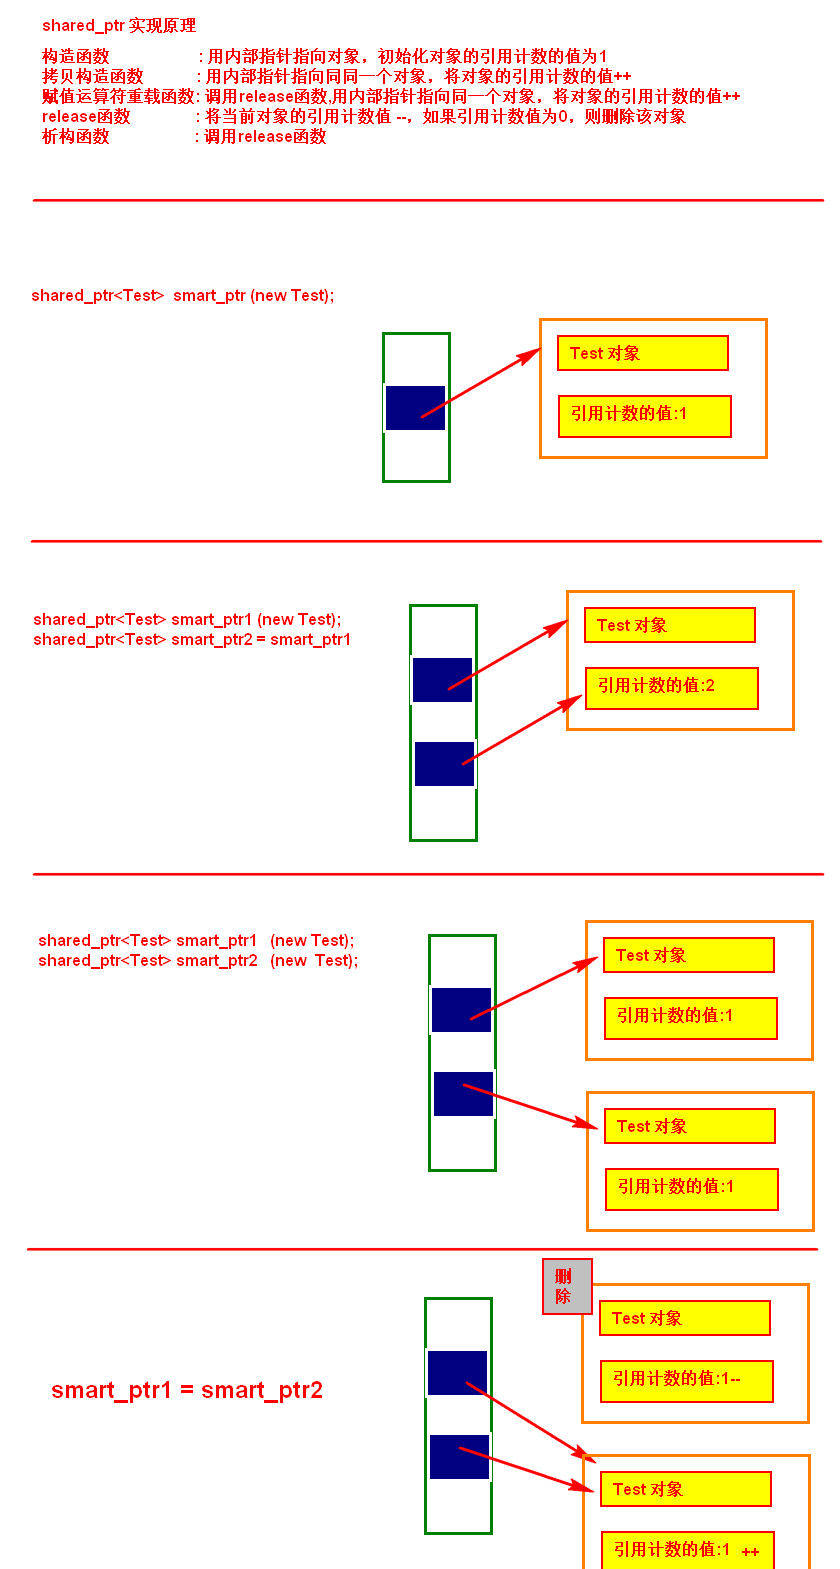 shared_ptr 实现原理
构造函数 : 用内部指针指向对象，初始化对象的引用计数的值为1
拷贝构造函数 : 用内部指针指向同同一个对象，将对象的引用计数的值++
赋值运算符重载函数: 调用release函数,用内部指针指向同一个对象，将对象的引用计数的值++
release函数 : 将当前对象的引用计数值 --，如果引用计数值为0，则删除该对象
析构函数 : 调用release函数
shared_ptr<Test> smart_ptr (new Test);
Test 对象
引用计数的值:1
shared_ptr<Test> smart_ptr1 (new Test);
shared_ptr<Test> smart_ptr2 = smart_ptr1
Test 对象
引用计数的值:2
shared_ptr<Test> smart_ptr1 (new Test);
shared_ptr<Test> smart_ptr2 (new Test);
Test 对象
引用计数的值:1
Test 对象
引用计数的值:1
删
除
Test 对象
引用计数的值:1--
smart_ptr1 = smart_ptr2
Test 对象
引用计数的值:1 ++